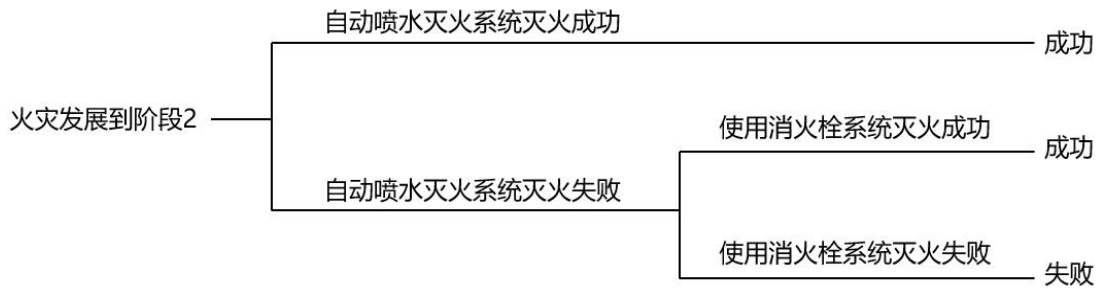 自动喷水灭火系统灭火成功
成功
火灾发展到阶段2
使用消火栓系统灭火成功
成功
自动喷水灭火系统灭火失败
使用消火栓系统灭火失败
失败